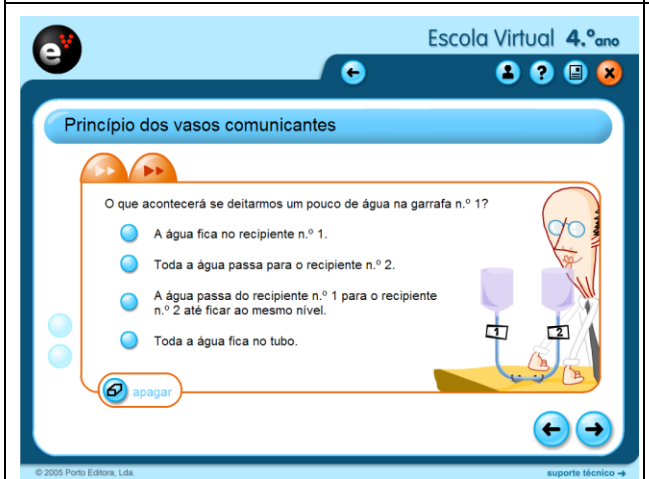 Escola Virtual 4.º ano
e
?
Princípio dos vasos comunicantes
O que acontecerá se deitarmos um pouco de água na garrafa n.º 1?
A água fica no recipiente n.º 1.
Toda a água passa para o recipiente n.º 2.
A água passa do recipiente n.º 1 para o recipiente
n.º 2 até ficar ao mesmo nível.
Toda a água fica no tubo.
1 2
apagar
© 2005 Porto Editora, Lda. suporte técnico